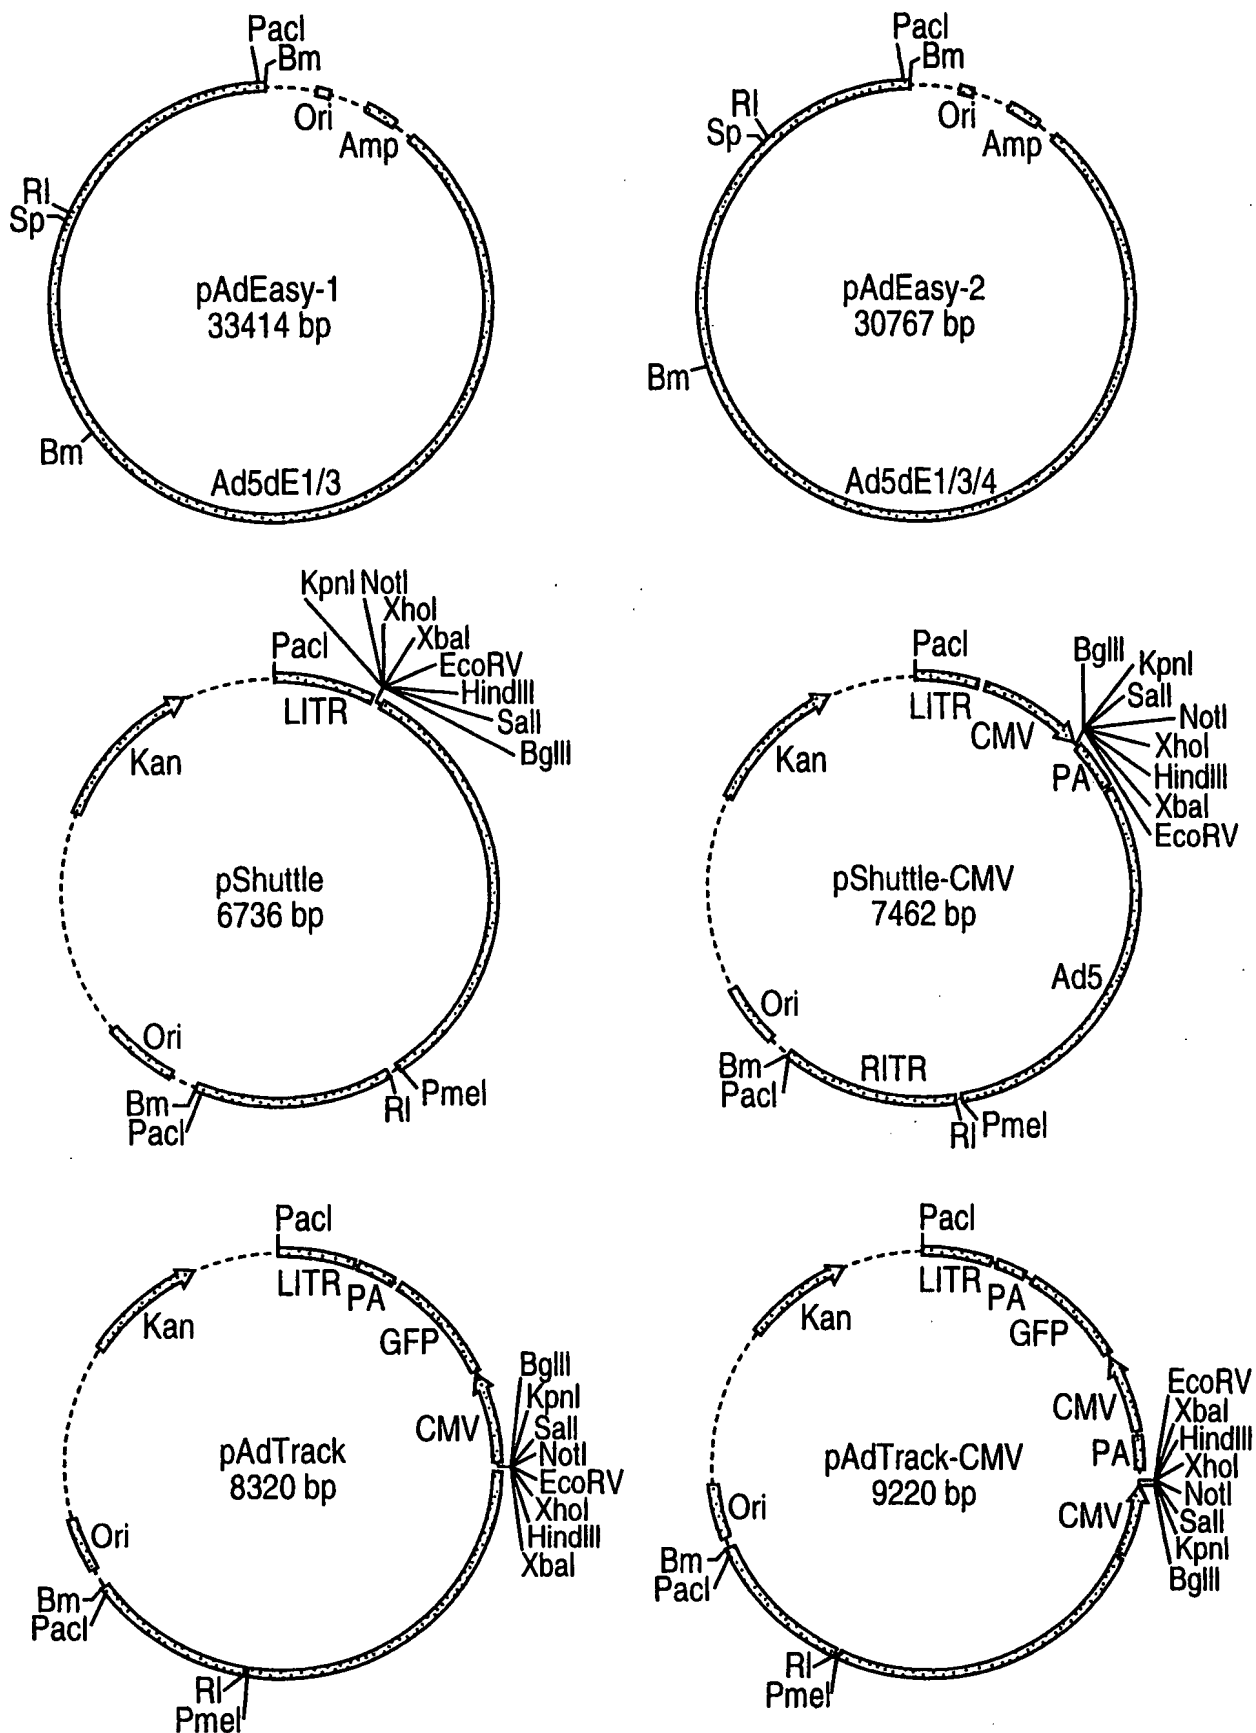 PacI
Bm
Ori
Amp
RI
Sp
pAdEasy-1
33414 bp
Bm
Ad5dE1/3
PacI
Bm
Ori
Amp
RI
Sp
pAdEasy-2
30767 bp
Bm
Ad5dE1/3/4
KpnI NotI
XhoI
XbaI
EcoRV
HindIII
SalI
BglII
PacI
LITR
Kan
pShuttle
6736 bp
Ori
Bm
PacI
RI
PmeI
PacI
LITR
CMV
PA
BglII
KpnI
SalI
NotI
XhoI
HindIII
XbaI
EcoRV
Kan
pShuttle-CMV
7462 bp
Ad5
Ori
Bm
PacI
RITR
RI
PmeI
PacI
LITR
PA
GFP
CMV
Kan
BglII
KpnI
SalI
NotI
EcoRV
XhoI
HindIII
XbaI
pAdTrack
8320 bp
Ori
Bm
PacI
RI
PmeI
PacI
LITR
PA
GFP
CMV
PA
CMV
Kan
EcoRV
XbaI
HindIII
XhoI
NotI
SalI
KpnI
BglII
pAdTrack-CMV
9220 bp
Ori
Bm
PacI
RI
PmeI